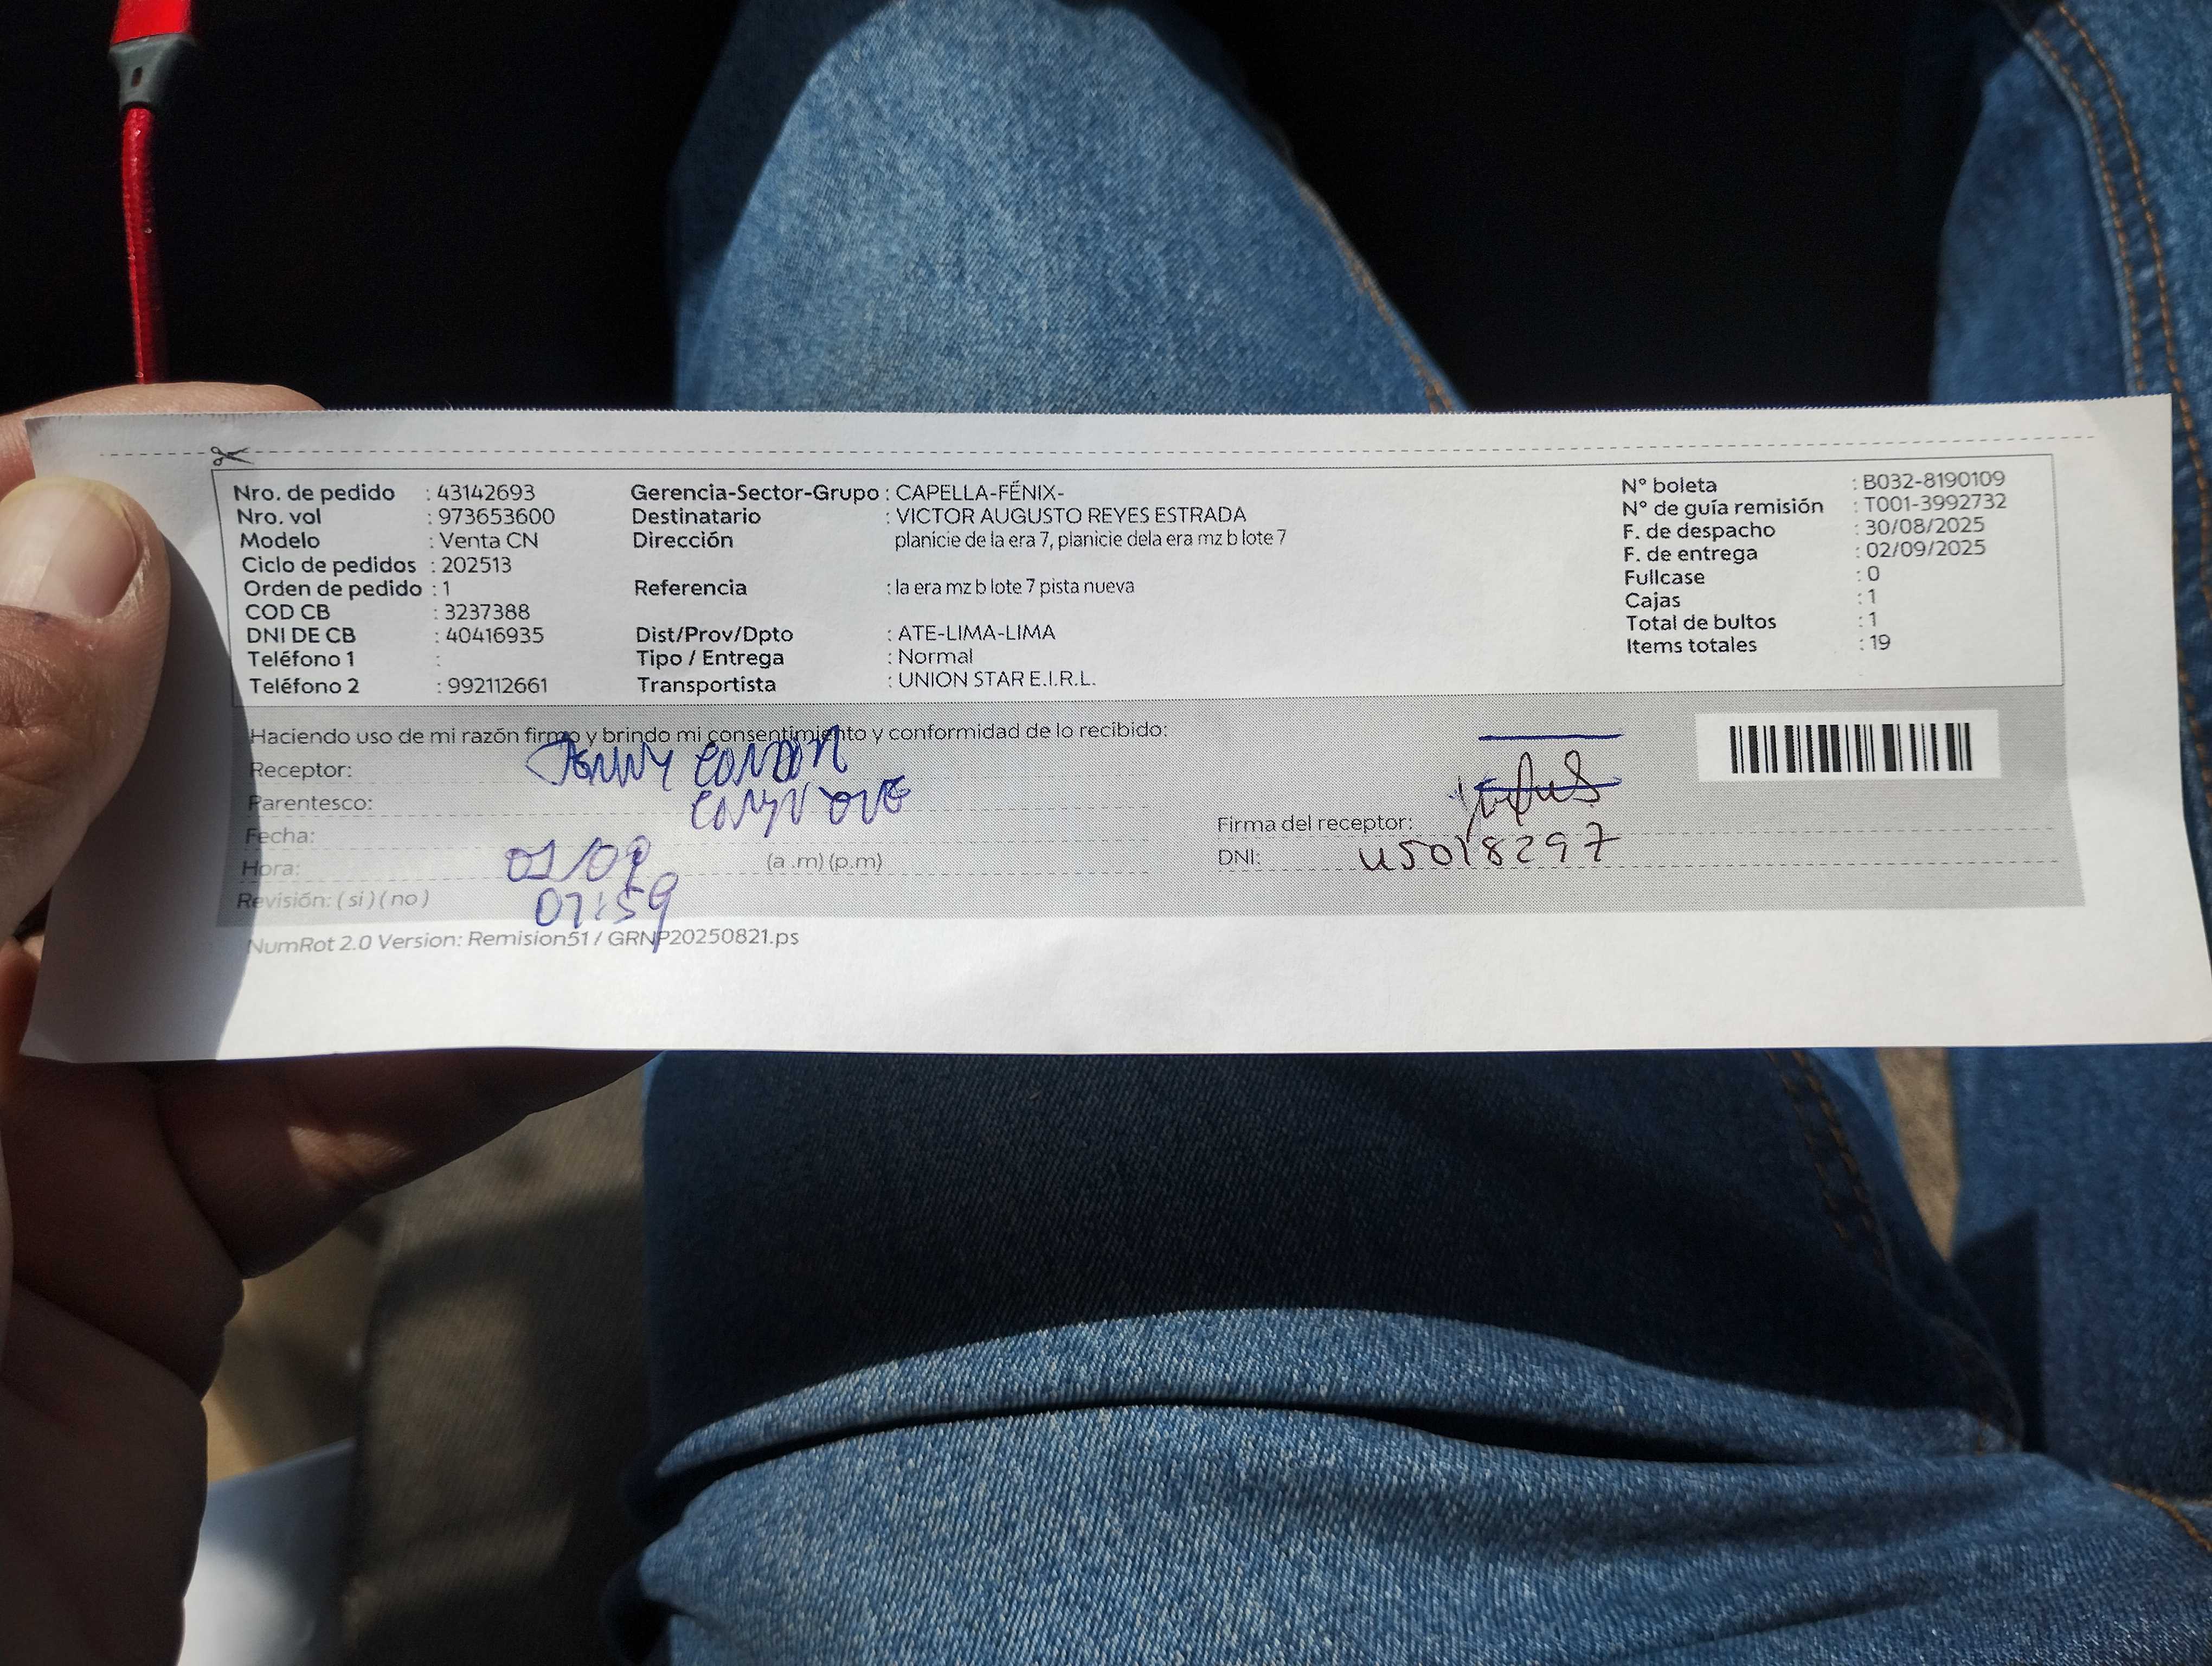 Nro. de pedido : 43142693
Nro. vol : 973653600
Modelo : Venta CN
Ciclo de pedidos : 202513
Orden de pedido : 1
COD CB : 3237388
DNI DE CB : 40416935
Teléfono 1 :
Teléfono 2 : 992112661
Gerencia-Sector-Grupo : CAPELLA-FÉNIX-
Destinatario : VICTOR AUGUSTO REYES ESTRADA
Dirección planicie de la era 7, planicie dela era mz b lote 7
Referencia : la era mz b lote 7 pista nueva
Dist/Prov/Dpto : ATE-LIMA-LIMA
Tipo / Entrega : Normal
Transportista : UNION STAR E.I.R.L.
N° boleta : B032-8190109
N° de guía remisión : T001-3992732
F. de despacho : 30/08/2025
F. de entrega : 02/09/2025
Fullcase : 0
Cajas : 1
Total de bultos : 1
Items totales : 19
Haciendo uso de mi razón firmo y brindo mi consentimiento y conformidad de lo recibido:
Receptor: JENNY CONDORI
Parentesco:
Fecha:
Hora: (a .m) (p.m)
07:59
Revisión: ( si ) ( no )
Firma del receptor:
DNI: 45018297
NumRot 2.0 Version: Remision51 / GRNP20250821.ps